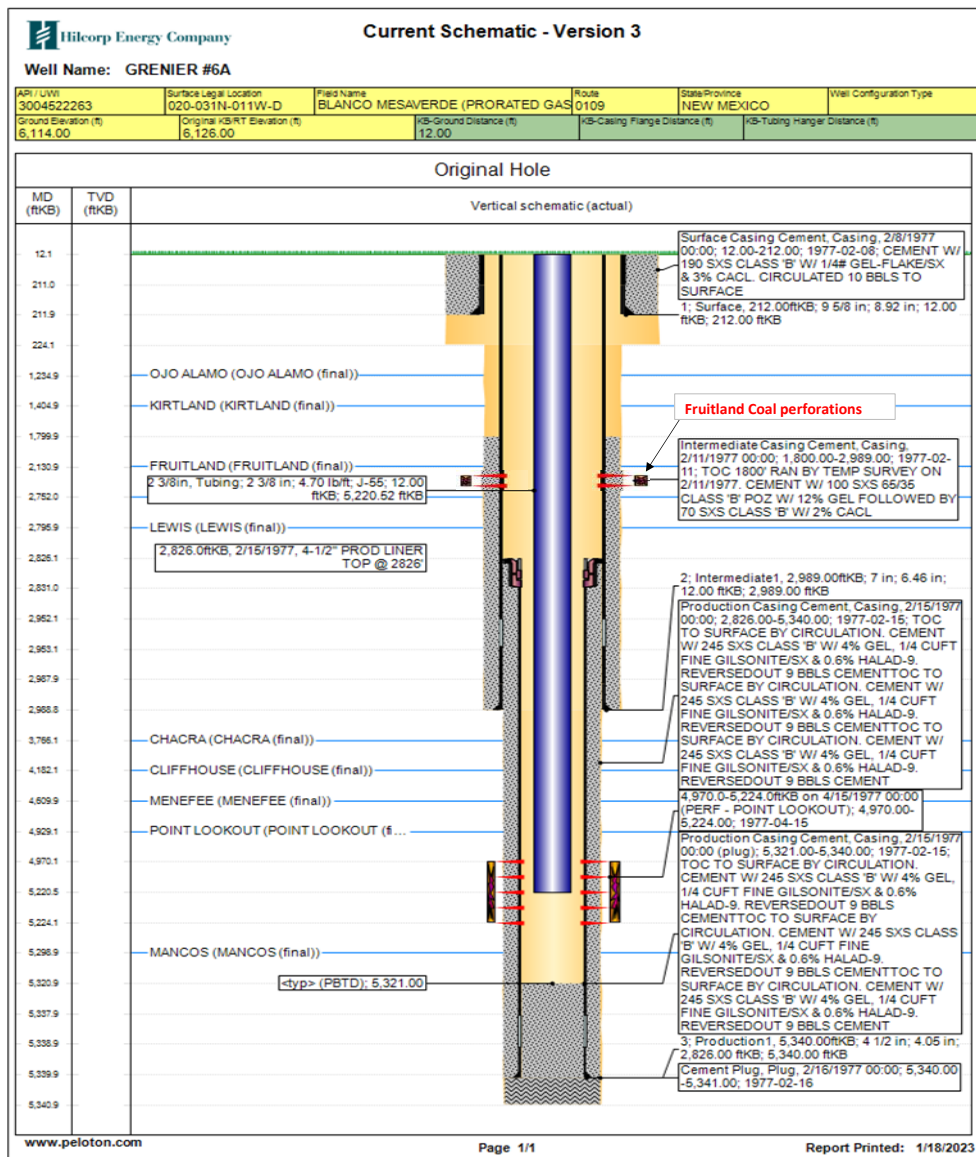 Hilcorp Energy Company
Current Schematic - Version 3
Well Name: GRENIER #6A
API / UWI
3004522263
Surface Legal Location
020-031N-011W-D
Field Name
BLANCO MESAVERDE (PRORATED GAS
Route
0109
State/Province
NEW MEXICO
Well Configuration Type
Ground Elevation (ft)
6,114.00
Original KB/RT Elevation (ft)
6,126.00
KB-Ground Distance (ft)
12.00
KB-Casing Flange Distance (ft)
KB-Tubing Hanger Distance (ft)
Original Hole
MD
(ftKB)
TVD
(ftKB)
Vertical schematic (actual)
12.1
211.0
211.9
224.1
1,234.9
1,404.9
1,799.9
2,130.9
2,752.0
2,795.9
2,826.1
2,831.0
2,952.1
2,953.1
2,987.9
2,988.8
3,766.1
4,182.1
4,609.9
4,929.1
4,970.1
5,220.5
5,224.1
5,298.9
5,320.9
5,337.9
5,338.9
5,339.9
5,340.9
OJO ALAMO (OJO ALAMO (final))
KIRTLAND (KIRTLAND (final))
FRUITLAND (FRUITLAND (final))
2 3/8in, Tubing; 2 3/8 in; 4.70 lb/ft; J-55; 12.00
ftKB; 5,220.52 ftKB
LEWIS (LEWIS (final))
2,826.0ftKB, 2/15/1977, 4-1/2" PROD LINER
TOP @ 2826'
CHACRA (CHACRA (final))
CLIFFHOUSE (CLIFFHOUSE (final))
MENEFEE (MENEFEE (final))
POINT LOOKOUT (POINT LOOKOUT (fi...
MANCOS (MANCOS (final))
<typ> (PBTD); 5,321.00
Surface Casing Cement, Casing, 2/8/1977
00:00; 12.00-212.00; 1977-02-08; CEMENT W/
190 SXS CLASS 'B' W/ 1/4# GEL-FLAKE/SX
& 3% CACL. CIRCULATED 10 BBLS TO
SURFACE
1; Surface, 212.00ftKB; 9 5/8 in; 8.92 in; 12.00
ftKB; 212.00 ftKB
Fruitland Coal perforations
Intermediate Casing Cement, Casing,
2/11/1977 00:00; 1,800.00-2,989.00; 1977-02-
11; TOC 1800' RAN BY TEMP SURVEY ON
2/11/1977. CEMENT W/ 100 SXS 65/35
CLASS 'B' POZ W/ 12% GEL FOLLOWED BY
70 SXS CLASS 'B' W/ 2% CACL
2; Intermediate1, 2,989.00ftKB; 7 in; 6.46 in;
12.00 ftKB; 2,989.00 ftKB
Production Casing Cement, Casing, 2/15/1977
00:00; 2,826.00-5,340.00; 1977-02-15; TOC
TO SURFACE BY CIRCULATION. CEMENT
W/ 245 SXS CLASS 'B' W/ 4% GEL, 1/4 CUFT
FINE GILSONITE/SX & 0.6% HALAD-9.
REVERSEDOUT 9 BBLS CEMENTTOC TO
SURFACE BY CIRCULATION. CEMENT W/
245 SXS CLASS 'B' W/ 4% GEL, 1/4 CUFT
FINE GILSONITE/SX & 0.6% HALAD-9.
REVERSEDOUT 9 BBLS CEMENTTOC TO
SURFACE BY CIRCULATION. CEMENT W/
245 SXS CLASS 'B' W/ 4% GEL, 1/4 CUFT
FINE GILSONITE/SX & 0.6% HALAD-9.
REVERSEDOUT 9 BBLS CEMENT
4,970.0-5,224.0ftKB on 4/15/1977 00:00
(PERF - POINT LOOKOUT); 4,970.00-
5,224.00; 1977-04-15
Production Casing Cement, Casing, 2/15/1977
00:00 (plug); 5,321.00-5,340.00; 1977-02-15;
TOC TO SURFACE BY CIRCULATION.
CEMENT W/ 245 SXS CLASS 'B' W/ 4% GEL,
1/4 CUFT FINE GILSONITE/SX & 0.6%
HALAD-9. REVERSEDOUT 9 BBLS
CEMENTTOC TO SURFACE BY
CIRCULATION. CEMENT W/ 245 SXS CLASS
'B' W/ 4% GEL, 1/4 CUFT FINE
GILSONITE/SX & 0.6% HALAD-9.
REVERSEDOUT 9 BBLS CEMENTTOC TO
SURFACE BY CIRCULATION. CEMENT W/
245 SXS CLASS 'B' W/ 4% GEL, 1/4 CUFT
FINE GILSONITE/SX & 0.6% HALAD-9.
REVERSEDOUT 9 BBLS CEMENT
3; Production1, 5,340.00ftKB; 4 1/2 in; 4.05 in;
2,826.00 ftKB; 5,340.00 ftKB
Cement Plug, Plug, 2/16/1977 00:00; 5,340.00
-5,341.00; 1977-02-16
www.peloton.com
Page 1/1
Report Printed: 1/18/2023